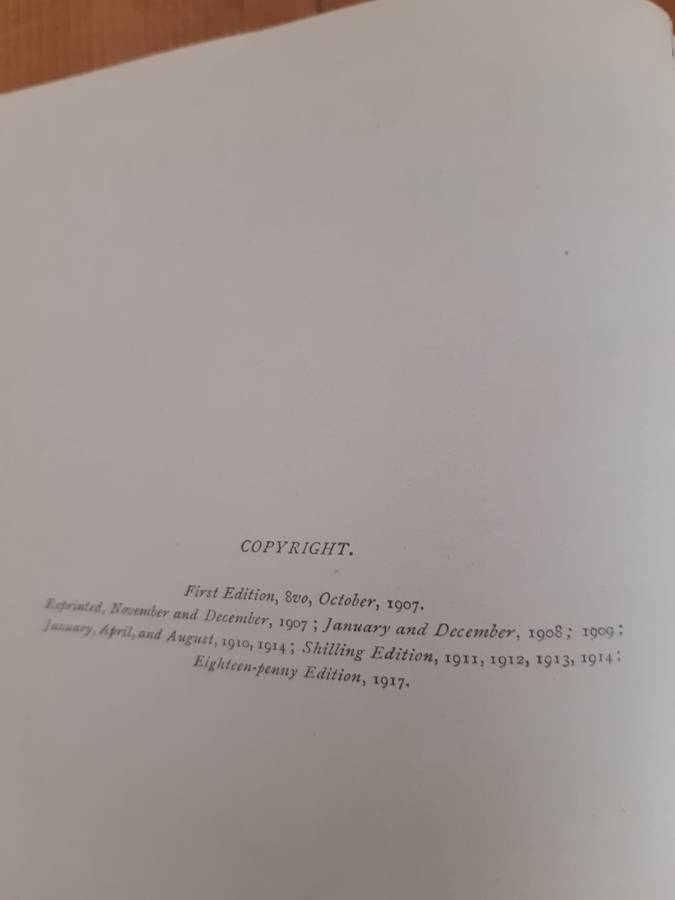 COPYRIGHT.
First Edition, 8vo, October, 1907.
Reprinted, November and December, 1907; January and December, 1908; 1909;
January, April, and August, 1910, 1914; Shilling Edition, 1911, 1912, 1913, 1914;
Eighteen-penny Edition, 1917.